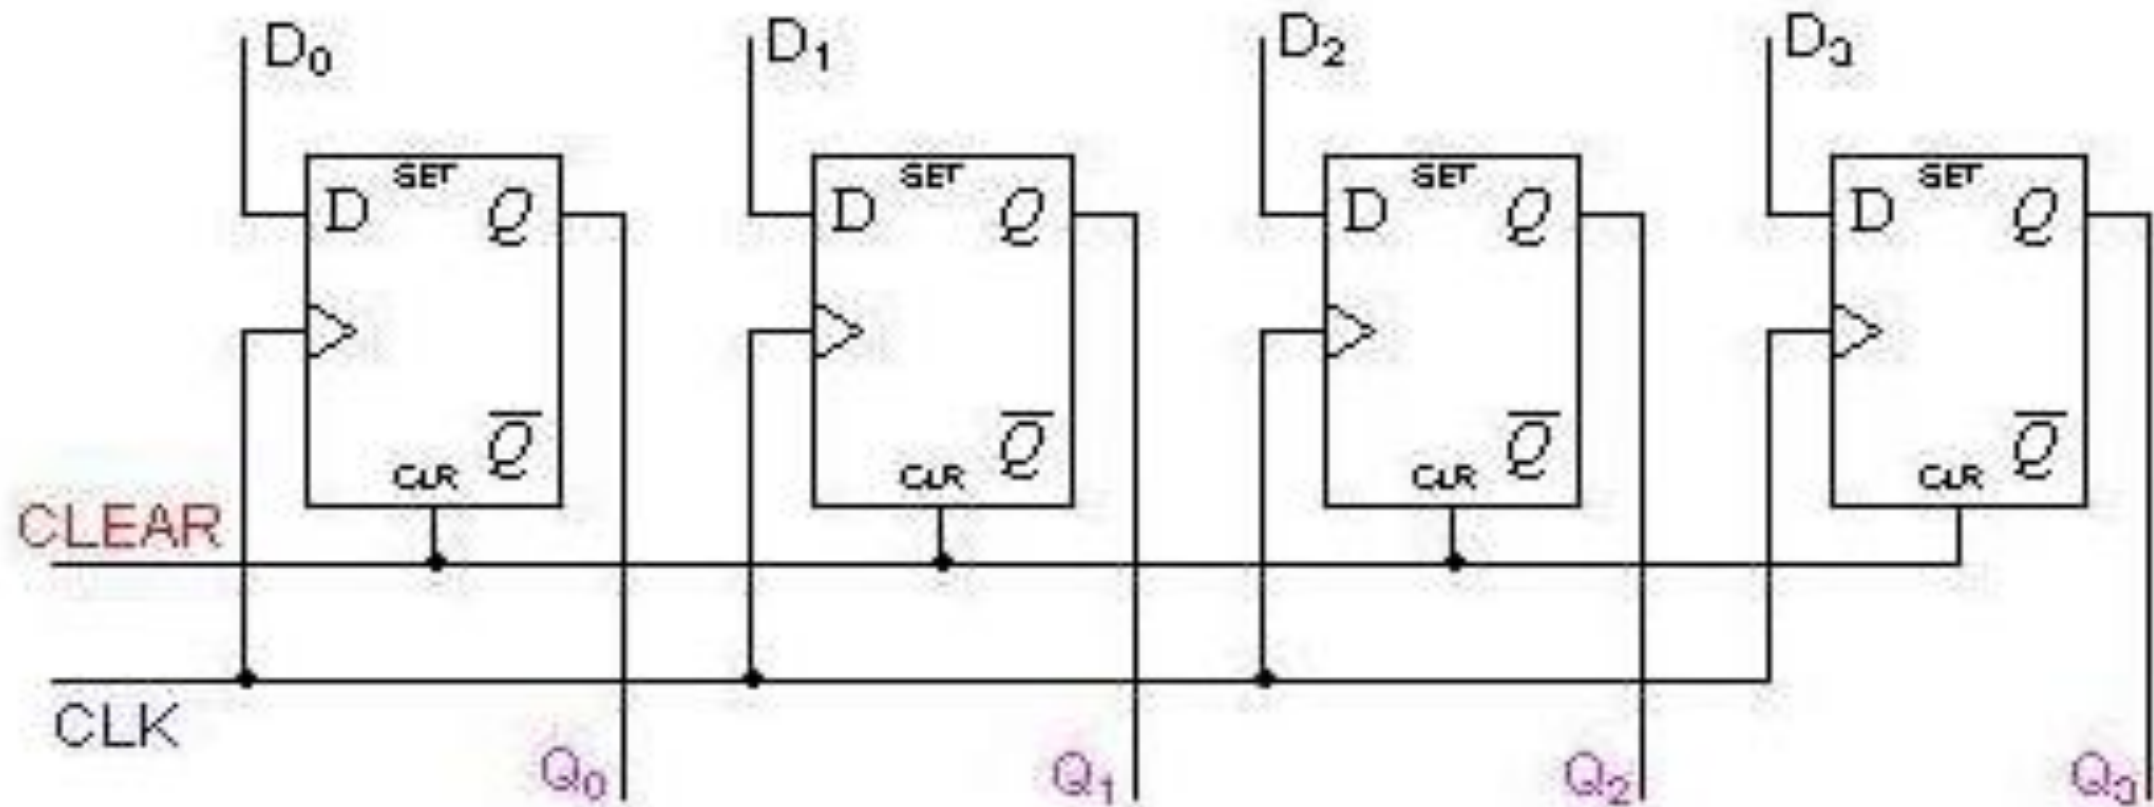 D0 D1 D2 D3
SET SET SET SET
D Q D Q D Q D Q
Q Q Q Q
CLR CLR CLR CLR
CLEAR
CLK
Q0 Q1 Q2 Q3